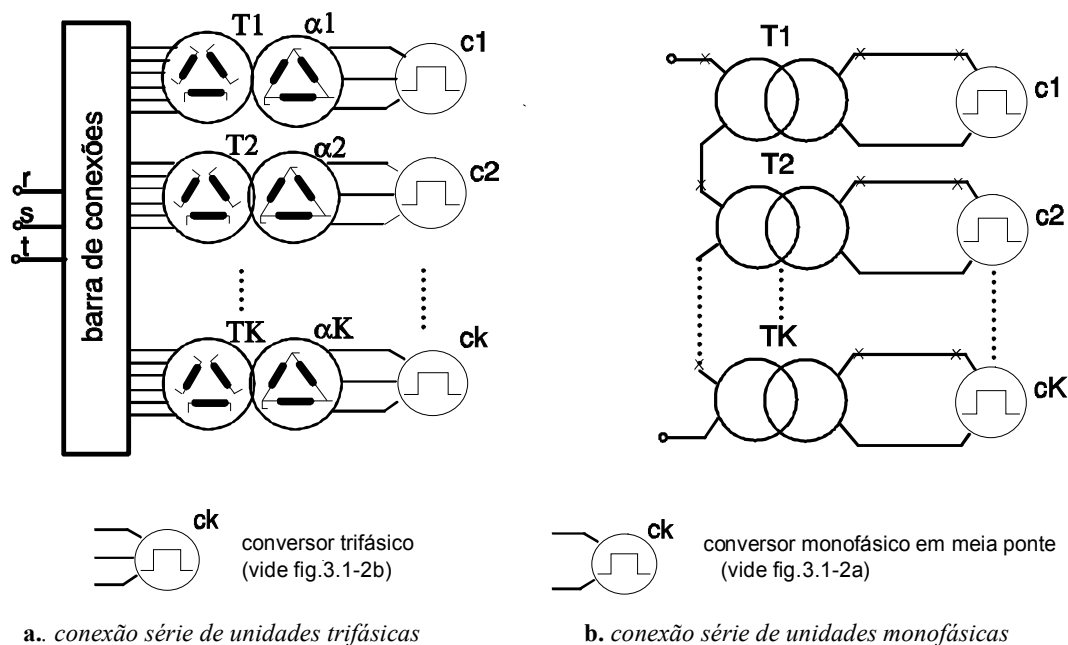 T1 α1 c1
T2 α2 c2
TK αK ck
barra de conexões
r
s
t
T1
c1
T2
c2
TK
cK
ck
conversor trifásico
(vide fig.3.1-2b)
ck
conversor monofásico em meia ponte
(vide fig.3.1-2a)
a.. conexão série de unidades trifásicas
b. conexão série de unidades monofásicas